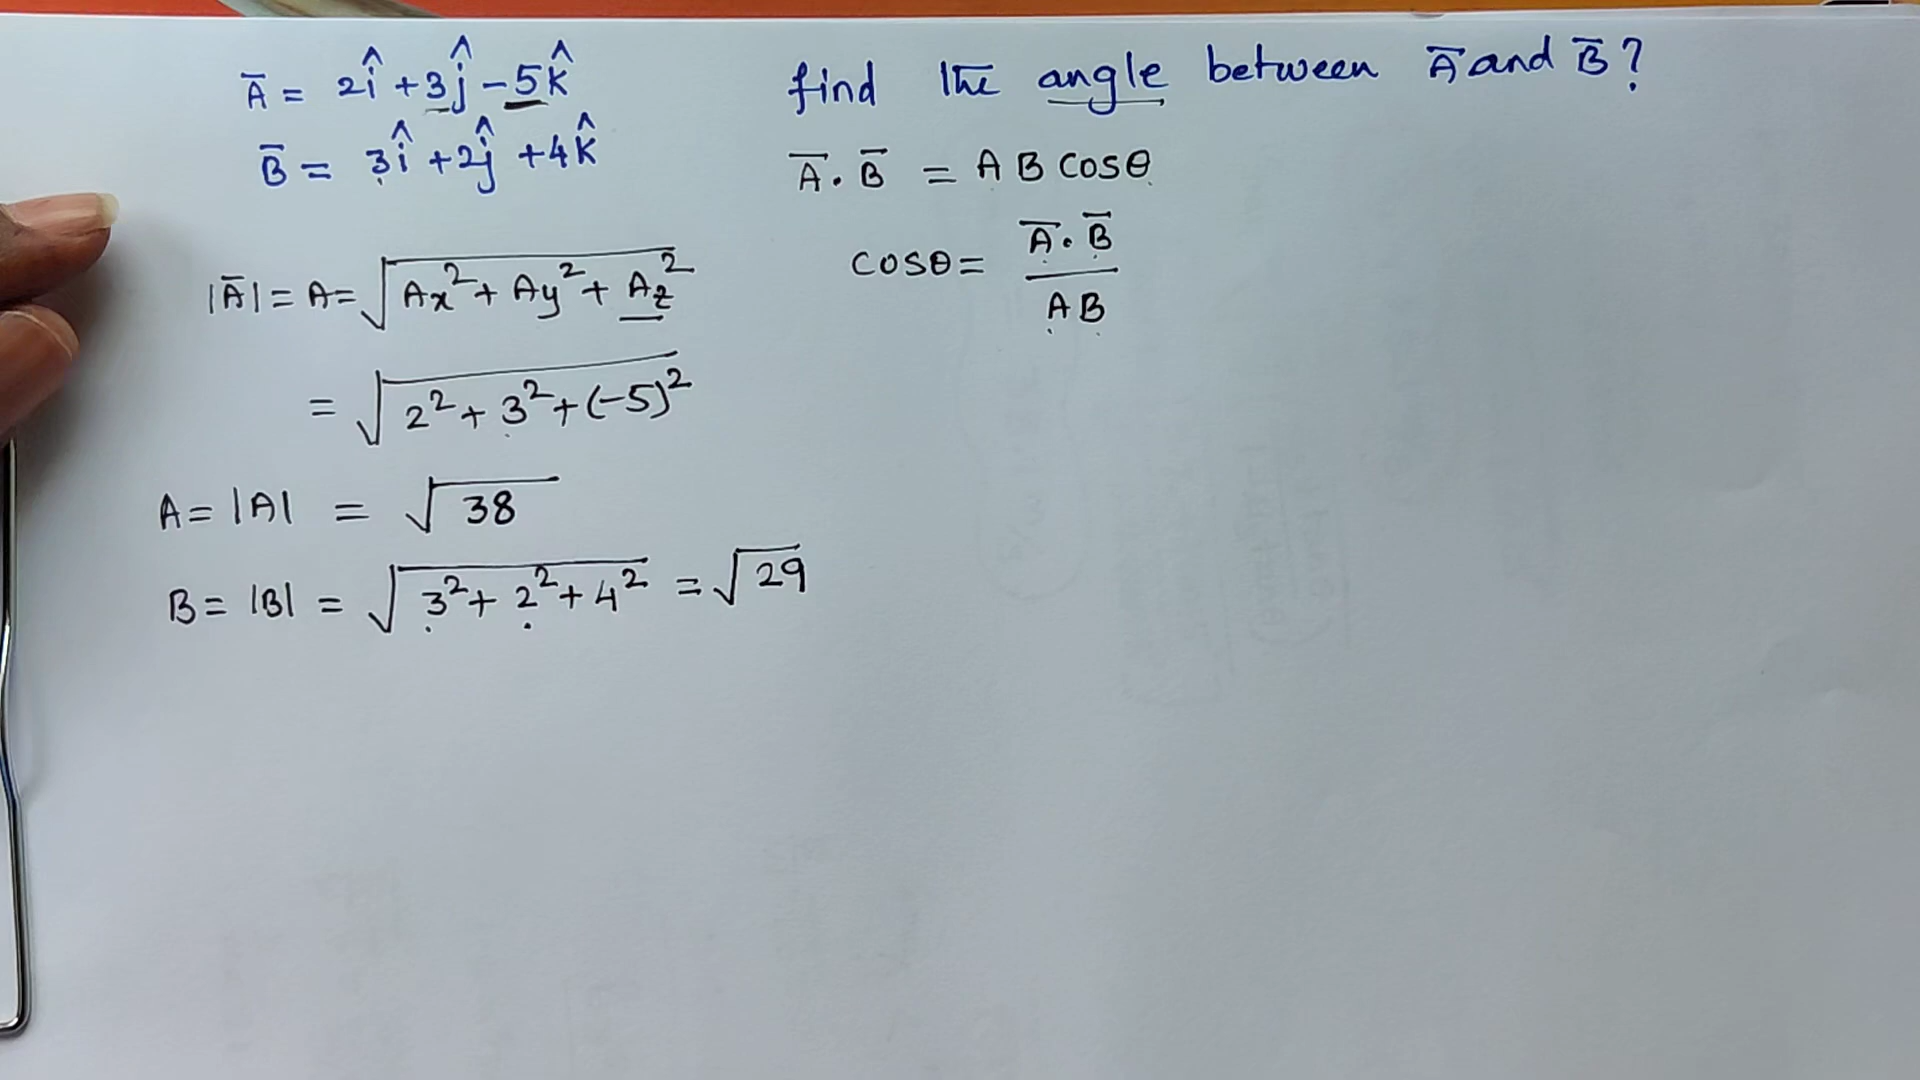 A̅ = 2î + 3ĵ - 5k̂
B̅ = 3î + 2ĵ + 4k̂
|A̅| = A = √(Ax² + Ay² + Az²)
= √(2² + 3² + (-5)²)
A = |A| = √38
B = |B| = √(3² + 2² + 4²) = √29
find the angle between A̅ and B̅ ?
A̅ . B̅ = A B cosθ
cosθ = A̅ . B̅ / AB